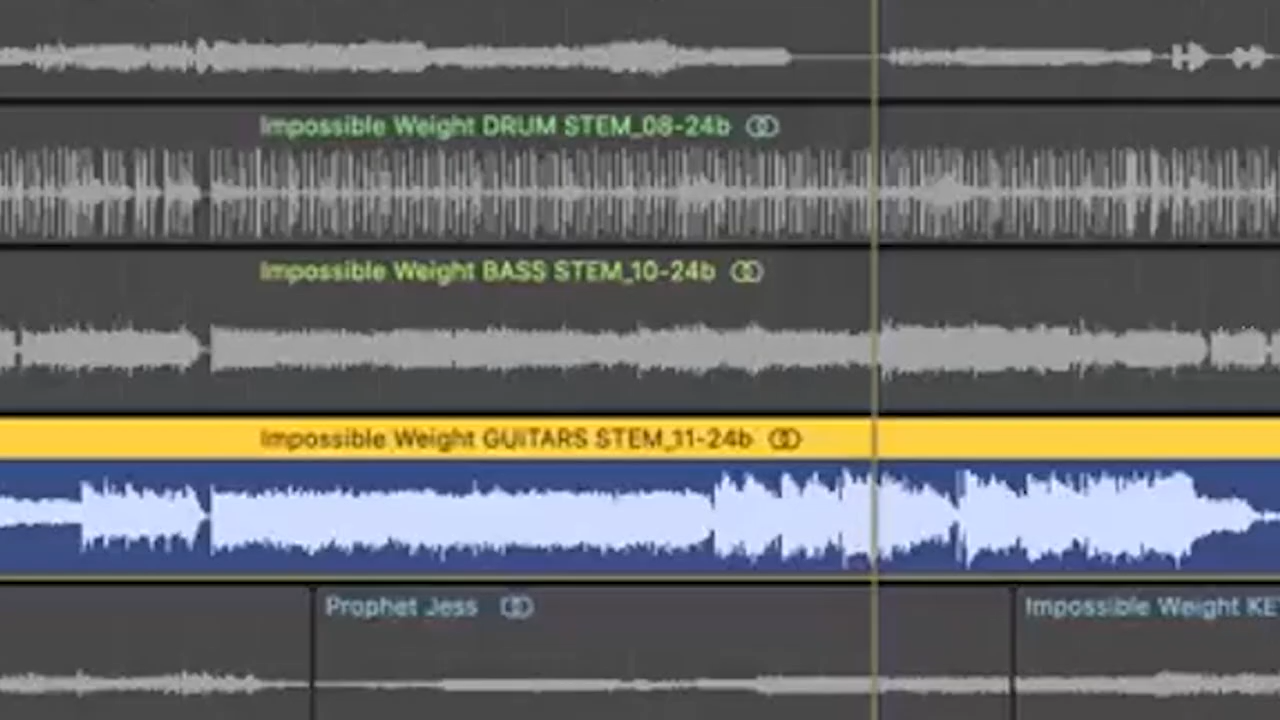 Impossible Weight DRUM STEM_08-24b
Impossible Weight BASS STEM_10-24b
Impossible Weight GUITARS STEM_11-24b
Prophet Jess
Impossible Weight KE